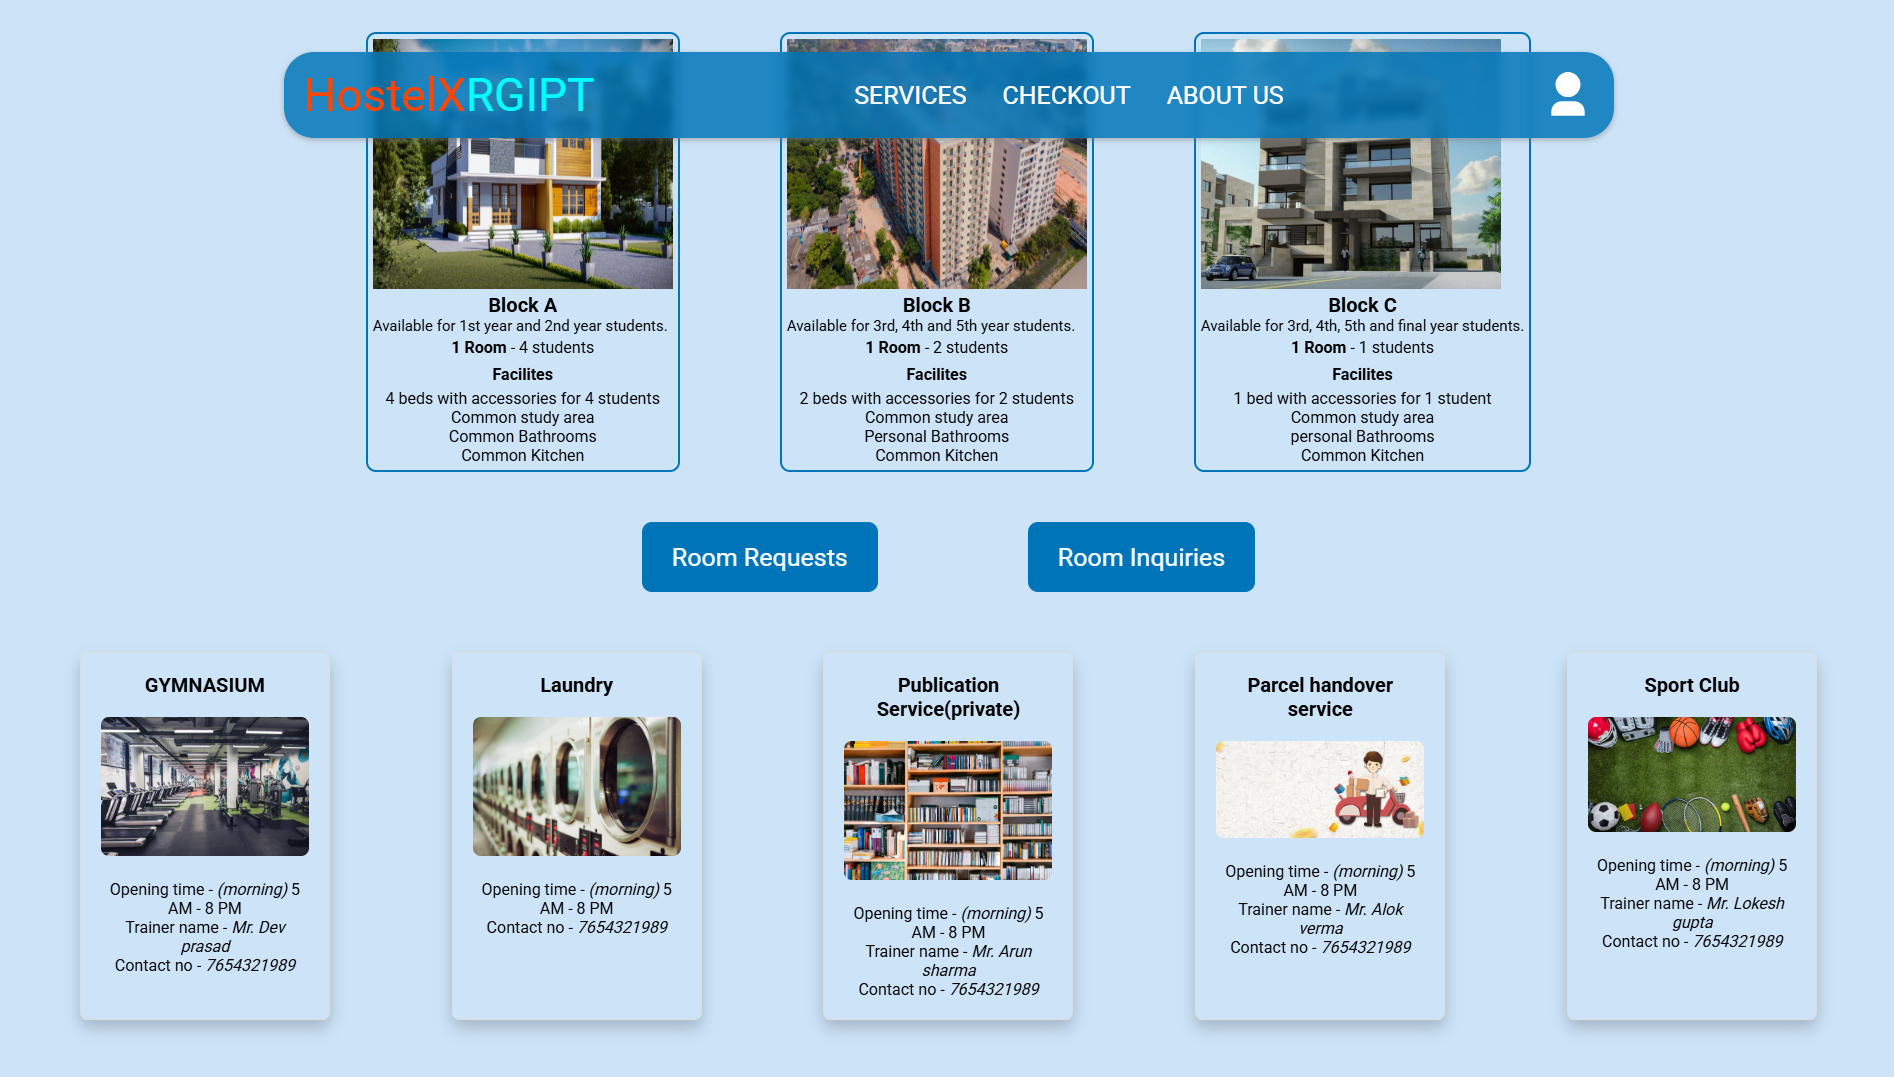 HostelXRGIPT
SERVICES CHECKOUT ABOUT US
Block A
Available for 1st year and 2nd year students.
1 Room - 4 students
Facilites
4 beds with accessories for 4 students
Common study area
Common Bathrooms
Common Kitchen
Block B
Available for 3rd, 4th and 5th year students.
1 Room - 2 students
Facilites
2 beds with accessories for 2 students
Common study area
Personal Bathrooms
Common Kitchen
Block C
Available for 3rd, 4th, 5th and final year students.
1 Room - 1 students
Facilites
1 bed with accessories for 1 student
Common study area
personal Bathrooms
Common Kitchen
Room Requests
Room Inquiries
GYMNASIUM
Opening time - (morning) 5
AM - 8 PM
Trainer name - Mr. Dev
prasad
Contact no - 7654321989
Laundry
Opening time - (morning) 5
AM - 8 PM
Contact no - 7654321989
Publication
Service(private)
Opening time - (morning) 5
AM - 8 PM
Trainer name - Mr. Arun
sharma
Contact no - 7654321989
Parcel handover
service
Opening time - (morning) 5
AM - 8 PM
Trainer name - Mr. Alok
verma
Contact no - 7654321989
Sport Club
Opening time - (morning) 5
AM - 8 PM
Trainer name - Mr. Lokesh
gupta
Contact no - 7654321989